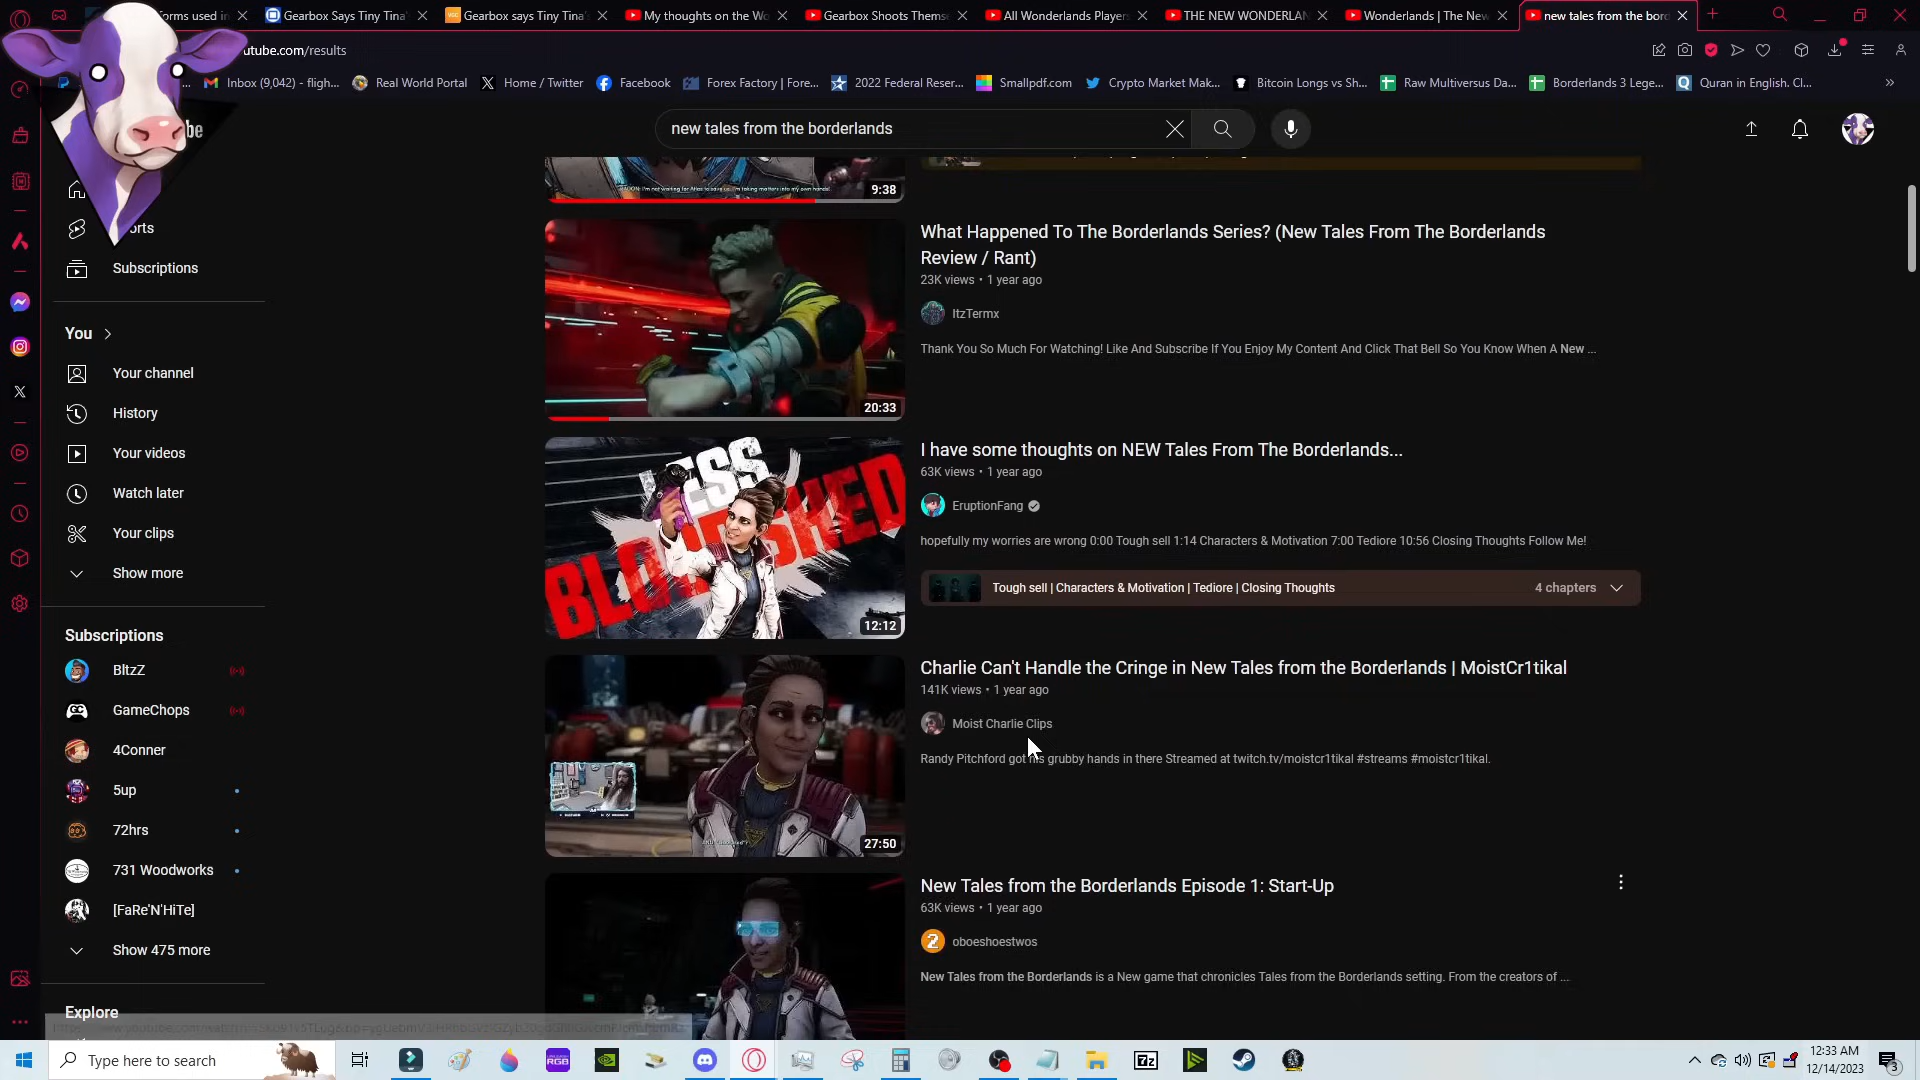 orms used in
Gearbox Says Tiny Tina'
Gearbox says Tiny Tina'
My thoughts on the Wo
Gearbox Shoots Thems
All Wonderlands Player
THE NEW WONDERLAN
Wonderlands | The New
new tales from the bord
utube.com/results
Inbox (9,042) – fligh...
Real World Portal
Home / Twitter
Facebook
Forex Factory | Fore...
2022 Federal Reser...
Smallpdf.com
Crypto Market Mak...
Bitcoin Longs vs Sh...
Raw Multiversus Da...
Borderlands 3 Lege...
Quran in English. Cl...
be
new tales from the borderlands
9:38
orts
Subscriptions
You
Your channel
History
Your videos
Watch later
Your clips
Show more
Subscriptions
BltzZ
GameChops
4Conner
5up
72hrs
731 Woodworks
[FaRe'N'HiTe]
Show 475 more
Explore
What Happened To The Borderlands Series? (New Tales From The Borderlands
Review / Rant)
23K views • 1 year ago
ItzTermx
Thank You So Much For Watching! Like And Subscribe If You Enjoy My Content And Click That Bell So You Know When A New ...
20:33
I have some thoughts on NEW Tales From The Borderlands...
63K views • 1 year ago
EruptionFang
hopefully my worries are wrong 0:00 Tough sell 1:14 Characters & Motivation 7:00 Tediore 10:56 Closing Thoughts Follow Me!
Tough sell | Characters & Motivation | Tediore | Closing Thoughts
4 chapters
LESS
BLOODSHED
12:12
Charlie Can't Handle the Cringe in New Tales from the Borderlands | MoistCr1tikal
141K views • 1 year ago
Moist Charlie Clips
Randy Pitchford got his grubby hands in there Streamed at twitch.tv/moistcr1tikal #streams #moistcr1tikal.
27:50
New Tales from the Borderlands Episode 1: Start-Up
63K views • 1 year ago
oboeshoestwos
New Tales from the Borderlands is a New game that chronicles Tales from the Borderlands setting. From the creators of ...
Type here to search
RGB
7z
12:33 AM
12/14/2023
3